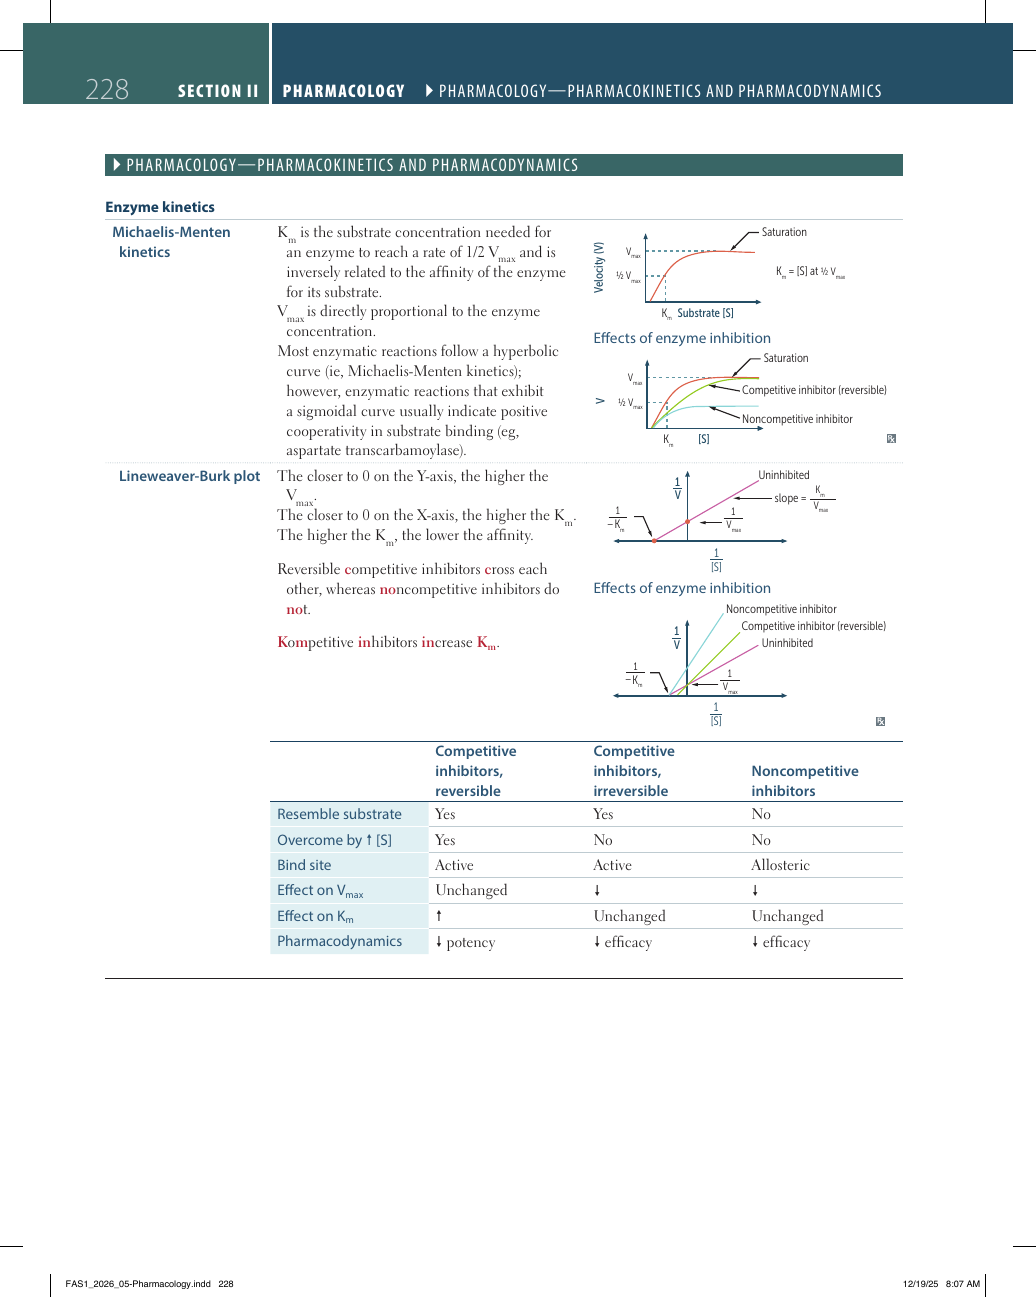 228 SECTION II PHARMACOLOGY PHARMACOLOGY—PHARMACOKINETICS AND PHARMACODYNAMICS
PHARMACOLOGY—PHARMACOKINETICS AND PHARMACODYNAMICS
Enzyme kinetics
Michaelis-Menten
kinetics
Km is the substrate concentration needed for
an enzyme to reach a rate of 1/2 Vmax and is
inversely related to the affinity of the enzyme
for its substrate.
Vmax is directly proportional to the enzyme
concentration.
Most enzymatic reactions follow a hyperbolic
curve (ie, Michaelis-Menten kinetics);
however, enzymatic reactions that exhibit
a sigmoidal curve usually indicate positive
cooperativity in substrate binding (eg,
aspartate transcarbamoylase).
Velocity (V)
Vmax
½ Vmax
Saturation
Km = [S] at ½ Vmax
Km Substrate [S]
Effects of enzyme inhibition
V
Vmax
½ Vmax
Saturation
Competitive inhibitor (reversible)
Noncompetitive inhibitor
Km [S]
Lineweaver-Burk plot
The closer to 0 on the Y-axis, the higher the
Vmax.
The closer to 0 on the X-axis, the higher the Km.
The higher the Km, the lower the affinity.
Reversible competitive inhibitors cross each
other, whereas noncompetitive inhibitors do
not.
Kompetitive inhibitors increase Km.
1
V
Uninhibited
slope = Km
Vmax
1
–Km
1
Vmax
1
[S]
Effects of enzyme inhibition
Noncompetitive inhibitor
Competitive inhibitor (reversible)
Uninhibited
1
V
1
–Km
1
Vmax
1
[S]
Competitive inhibitors, reversible
Competitive inhibitors, irreversible
Noncompetitive inhibitors
Resemble substrate Yes Yes No
Overcome by ↑ [S] Yes No No
Bind site Active Active Allosteric
Effect on Vmax Unchanged ↓ ↓
Effect on Km ↑ Unchanged Unchanged
Pharmacodynamics ↓ potency ↓ efficacy ↓ efficacy
FAS1_2026_05-Pharmacology.indd 228
12/19/25 8:07 AM